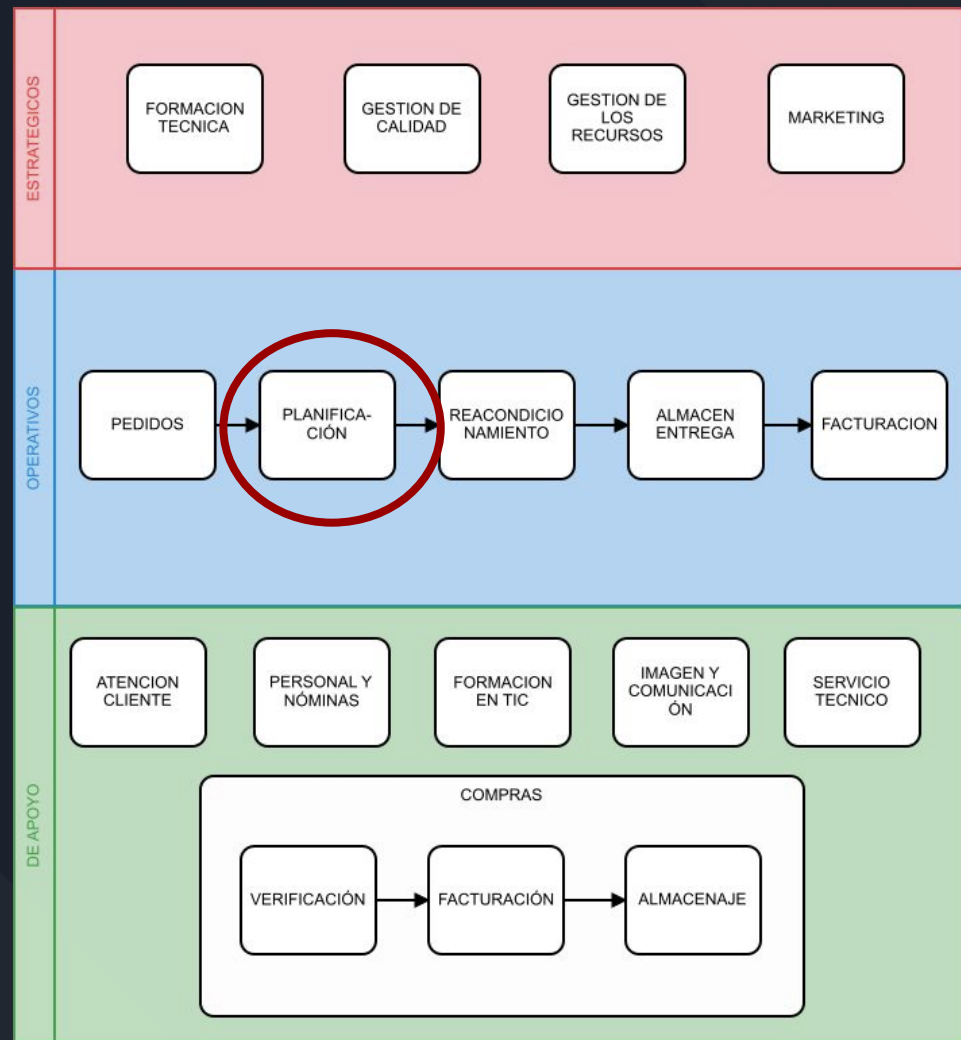 ESTRATEGICOS
FORMACION
TECNICA
GESTION DE
CALIDAD
GESTION DE
LOS
RECURSOS
MARKETING
OPERATIVOS
PEDIDOS
PLANIFICA-
CIÓN
REACONDICIO
NAMIENTO
ALMACEN
ENTREGA
FACTURACION
DE APOYO
ATENCION
CLIENTE
PERSONAL Y
NÓMINAS
FORMACION
EN TIC
IMAGEN Y
COMUNICACI
ÓN
SERVICIO
TECNICO
COMPRAS
VERIFICACIÓN
FACTURACIÓN
ALMACENAJE